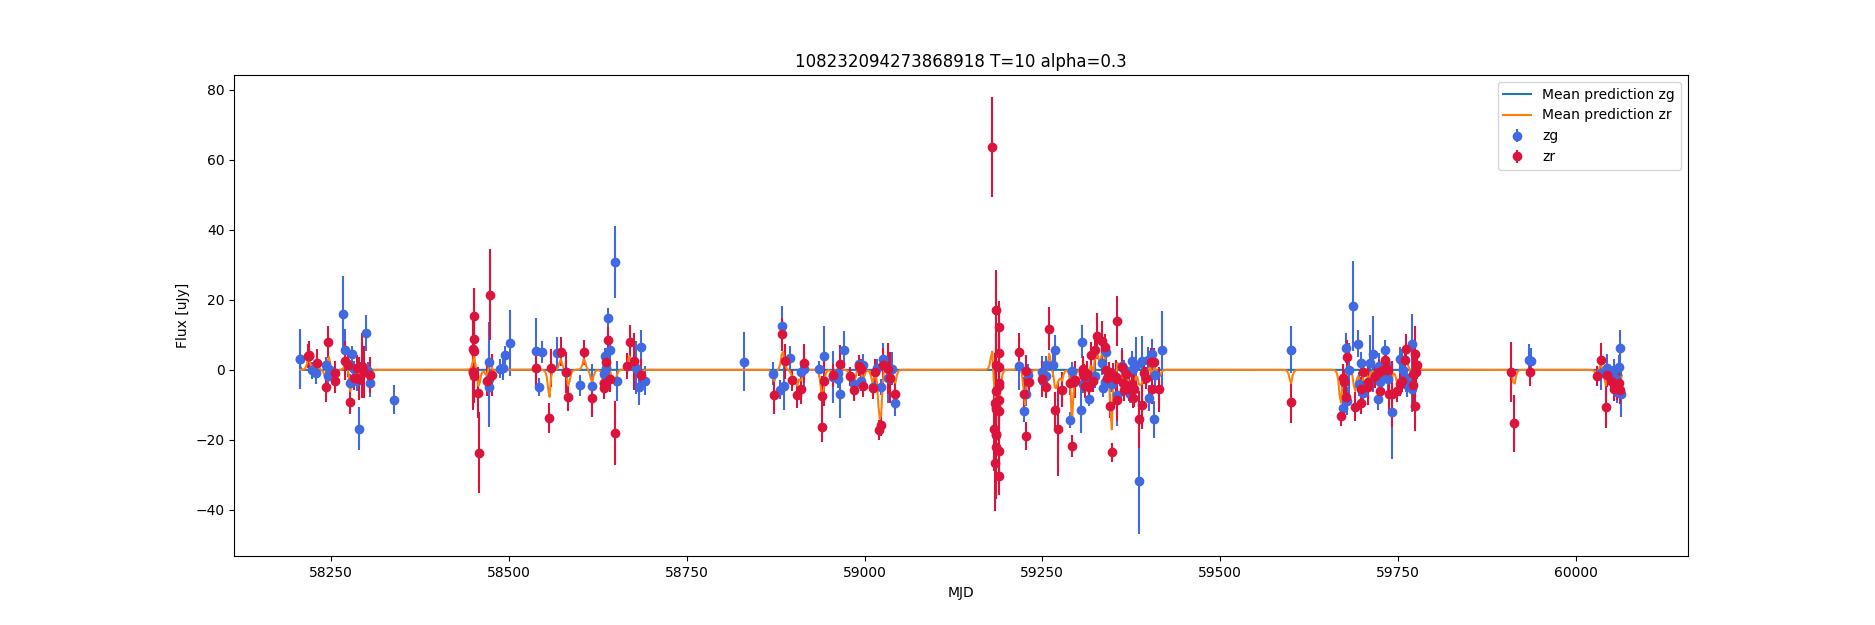 108232094273868918 T=10 alpha=0.3
80
60
40
20
0
−20
−40
Flux [uJy]
58250 58500 58750 59000 59250 59500 59750 60000
MJD
Mean prediction zg
Mean prediction zr
zg
zr